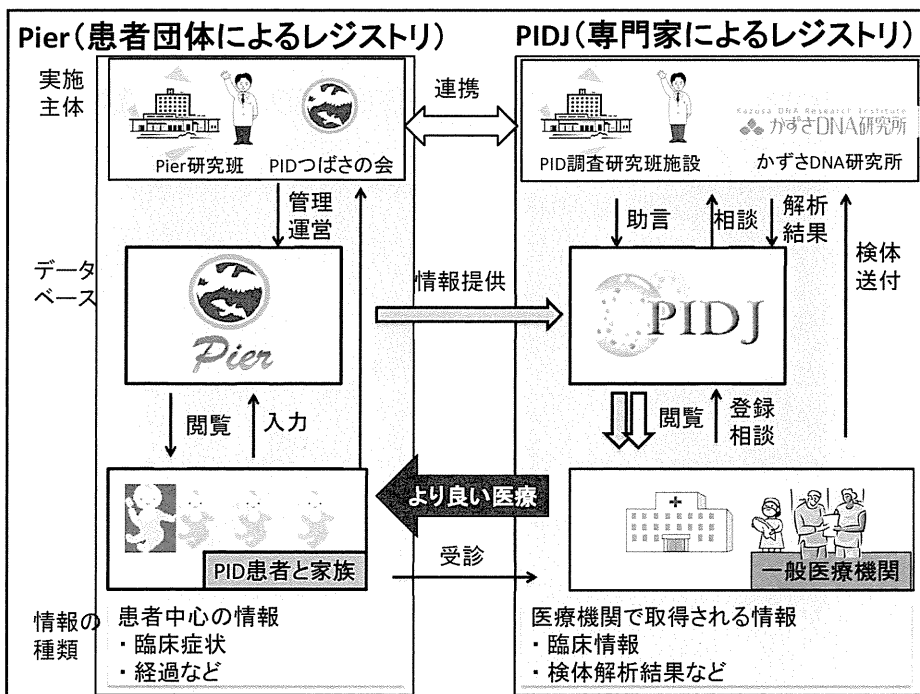 Pier(患者団体によるレジストリ)
PIDJ(専門家によるレジストリ)
実施
主体
Pier研究班
PIDつばさの会
連携
Kazusa DNA Research Institute
かずさDNA研究所
PID調査研究班施設
かずさDNA研究所
管理
運営
助言
相談
解析
結果
検体
送付
データ
ベース
Pier
情報提供
PIDJ
閲覧
入力
閲覧
登録
相談
より良い医療
PID患者と家族
受診
一般医療機関
情報の
種類
患者中心の情報
・臨床症状
・経過など
医療機関で取得される情報
・臨床情報
・検体解析結果など